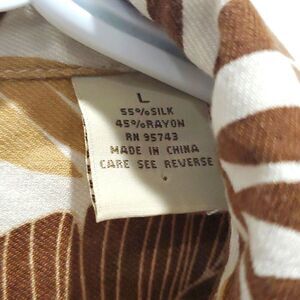 L
55%SILK
45%RAYON
RN 95743
MADE IN CHINA
CARE SEE REVERSE